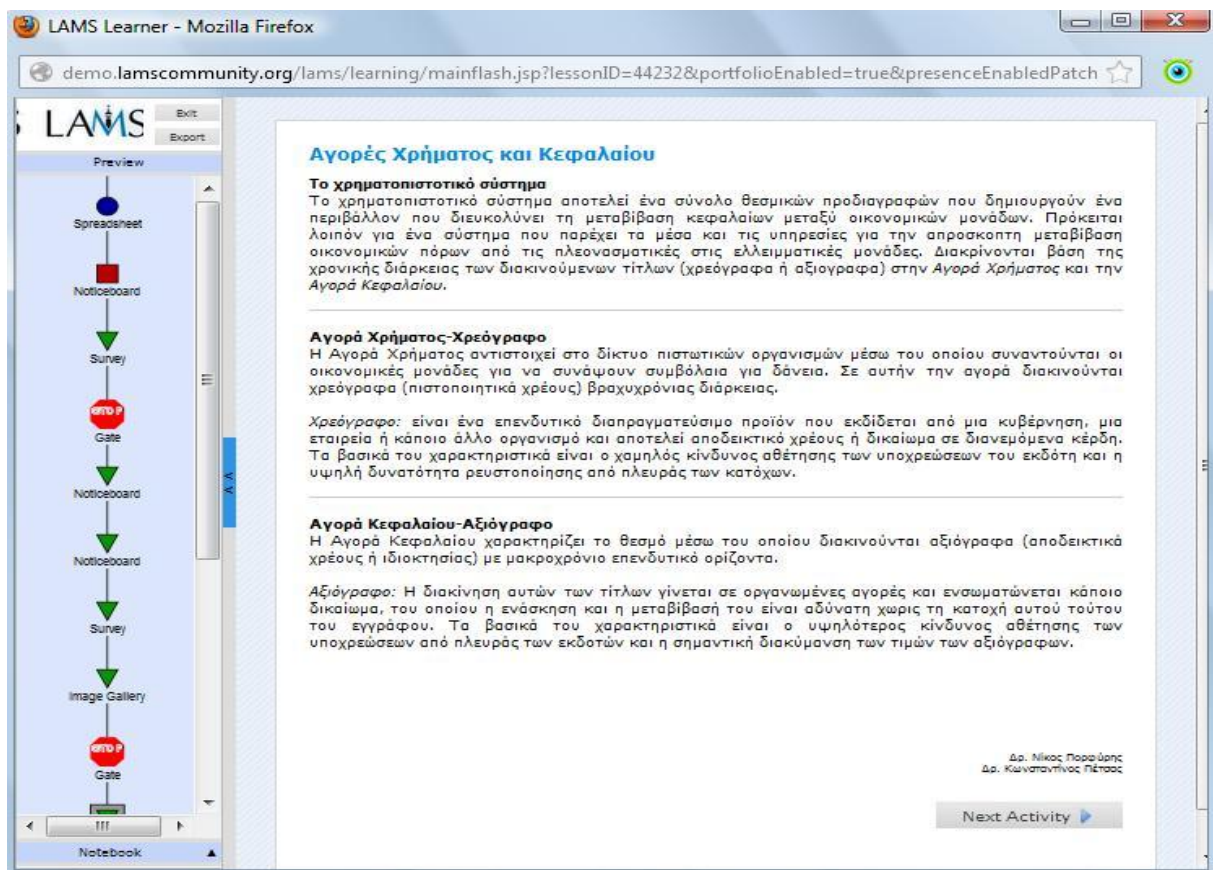 LAMS Learner - Mozilla Firefox
demo.lamscommunity.org/lams/learning/mainflash.jsp?lessonID=44232&portfolioEnabled=true&presenceEnabledPatch
LAMS
Exit
Export
Preview
Spreadsheet
Noticeboard
Survey
STOP
Gate
Noticeboard
Noticeboard
Survey
Image Gallery
STOP
Gate
Notebook
Αγορές Χρήματος και Κεφαλαίου
Το χρηματοπιστοτικό σύστημα
Το χρηματοπιστοτικό σύστημα αποτελεί ένα σύνολο θεσμικών προδιαγραφών που δημιουργούν ένα
περιβάλλον που διευκολύνει τη μεταβίβαση κεφαλαίων μεταξύ οικονομικών μονάδων. Πρόκειται
λοιπόν για ένα σύστημα που παρέχει τα μέσα και τις υπηρεσίες για την απροσκοπτη μεταβίβαση
οικονομικών πόρων από τις πλεονασματικές στις ελλειμματικές μονάδες. Διακρίνονται βάση της
χρονικής διάρκειας των διακινούμενων τίτλων (χρεόγραφα ή αξιογραφα) στην Αγορά Χρήματος και την
Αγορά Κεφαλαίου.
Αγορά Χρήματος-Χρεόγραφο
Η Αγορά Χρήματος αντιστοιχεί στο δίκτυο πιστωτικών οργανισμών μέσω του οποίου συναντούνται οι
οικονομικές μονάδες για να συνάψουν συμβόλαια για δάνεια. Σε αυτήν την αγορά διακινούνται
χρεόγραφα (πιστοποιητικά χρέους) βραχυχρόνιας διάρκειας.
Χρεόγραφο: είναι ένα επενδυτικό διαπραγματεύσιμο προϊόν που εκδίδεται από μια κυβέρνηση, μια
εταιρεία ή κάποιο άλλο οργανισμό και αποτελεί αποδεικτικό χρέους ή δικαίωμα σε διανεμόμενα κέρδη.
Τα βασικά του χαρακτηριστικά είναι ο χαμηλός κίνδυνος αθέτησης των υποχρεώσεων του εκδότη και η
υψηλή δυνατότητα ρευστοποίησης από πλευράς των κατόχων.
Αγορά Κεφαλαίου-Αξιόγραφο
Η Αγορά Κεφαλαίου χαρακτηρίζει το θεσμό μέσω του οποίου διακινούνται αξιόγραφα (αποδεικτικά
χρέους ή ιδιοκτησίας) με μακροχρόνιο επενδυτικό ορίζοντα.
Αξιόγραφο: Η διακίνηση αυτών των τίτλων γίνεται σε οργανωμένες αγορές και ενσωματώνεται κάποιο
δικαίωμα, του οποίου η ενάσκηση και η μεταβίβασή του είναι αδύνατη χωρις τη κατοχή αυτού τούτου
του εγγράφου. Τα βασικά του χαρακτηριστικά είναι ο υψηλότερος κίνδυνος αθέτησης των
υποχρεώσεων από πλευράς των εκδοτών και η σημαντική διακύμανση των τιμών των αξιόγραφων.
Δρ. Νίκος Πορφύρης
Δρ. Κωνσταντίνος Πέτσας
Next Activity